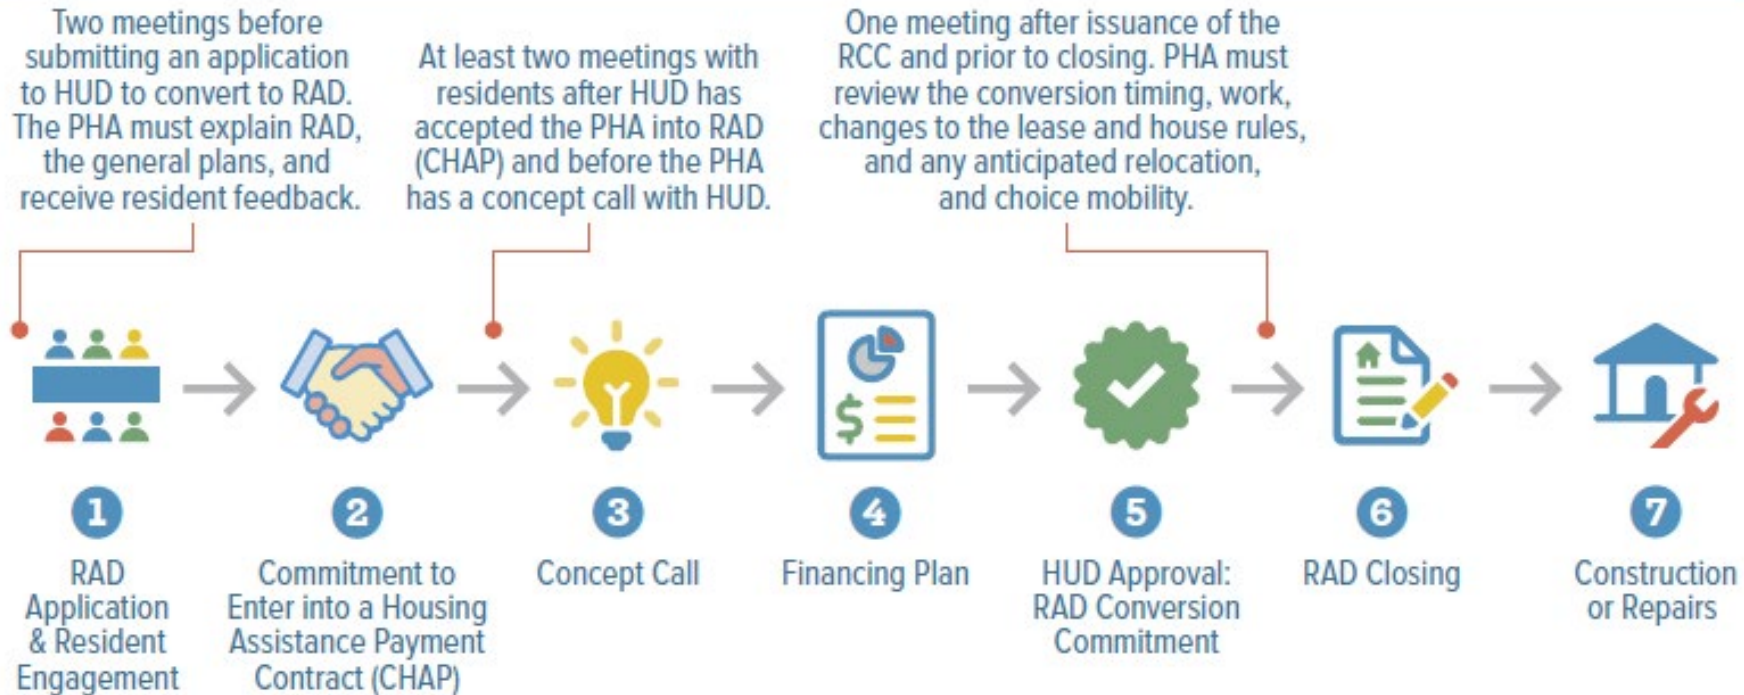 Two meetings before
submitting an application
to HUD to convert to RAD.
The PHA must explain RAD,
the general plans, and
receive resident feedback.
At least two meetings with
residents after HUD has
accepted the PHA into RAD
(CHAP) and before the PHA
has a concept call with HUD.
One meeting after issuance of the
RCC and prior to closing. PHA must
review the conversion timing, work,
changes to the lease and house rules,
and any anticipated relocation,
and choice mobility.
$
1
RAD
Application
& Resident
Engagement
2
Commitment to
Enter into a Housing
Assistance Payment
Contract (CHAP)
3
Concept Call
4
Financing Plan
5
HUD Approval:
RAD Conversion
Commitment
6
RAD Closing
7
Construction
or Repairs